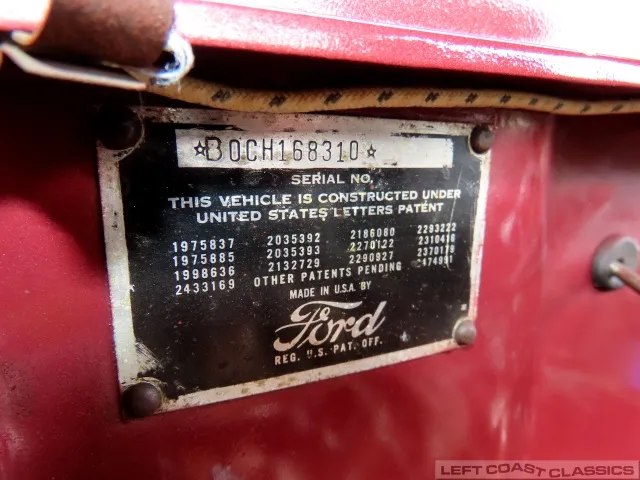 ☆BOCH168310☆
SERIAL NO.
THIS VEHICLE IS CONSTRUCTED UNDER
UNITED STATES LETTERS PATENT
1975837 2035392 2186080 2293222
1975885 2035393 2270122 2310416
1998636 2132729 2290927 2370178
2433169 OTHER PATENTS PENDING
MADE IN U.S.A. BY
Ford
REG. U.S. PAT. OFF.
LEFT COAST CLASSICS